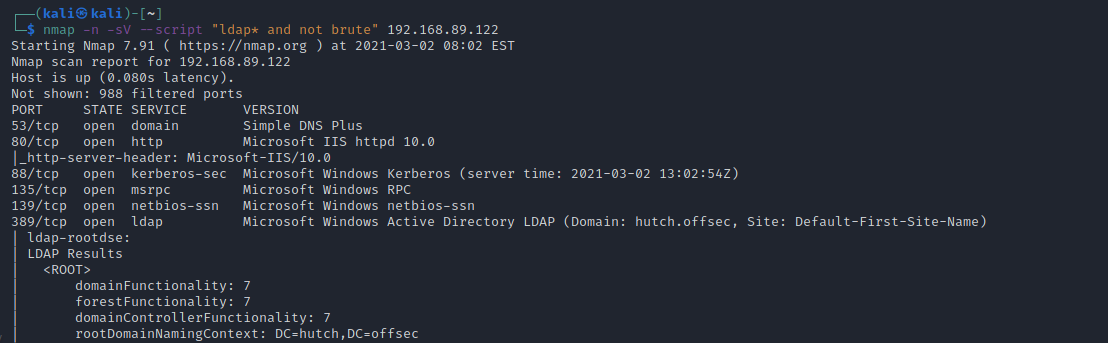 ┌──(kali㉿kali)-[~]
└─$ nmap -n -sV --script "ldap* and not brute" 192.168.89.122
Starting Nmap 7.91 ( https://nmap.org ) at 2021-03-02 08:02 EST
Nmap scan report for 192.168.89.122
Host is up (0.080s latency).
Not shown: 988 filtered ports
PORT     STATE SERVICE       VERSION
53/tcp   open  domain        Simple DNS Plus
80/tcp   open  http          Microsoft IIS httpd 10.0
|_http-server-header: Microsoft-IIS/10.0
88/tcp   open  kerberos-sec  Microsoft Windows Kerberos (server time: 2021-03-02 13:02:54Z)
135/tcp  open  msrpc         Microsoft Windows RPC
139/tcp  open  netbios-ssn   Microsoft Windows netbios-ssn
389/tcp  open  ldap          Microsoft Windows Active Directory LDAP (Domain: hutch.offsec, Site: Default-First-Site-Name)
| ldap-rootdse:
| LDAP Results
|   <ROOT>
|       domainFunctionality: 7
|       forestFunctionality: 7
|       domainControllerFunctionality: 7
|       rootDomainNamingContext: DC=hutch,DC=offsec